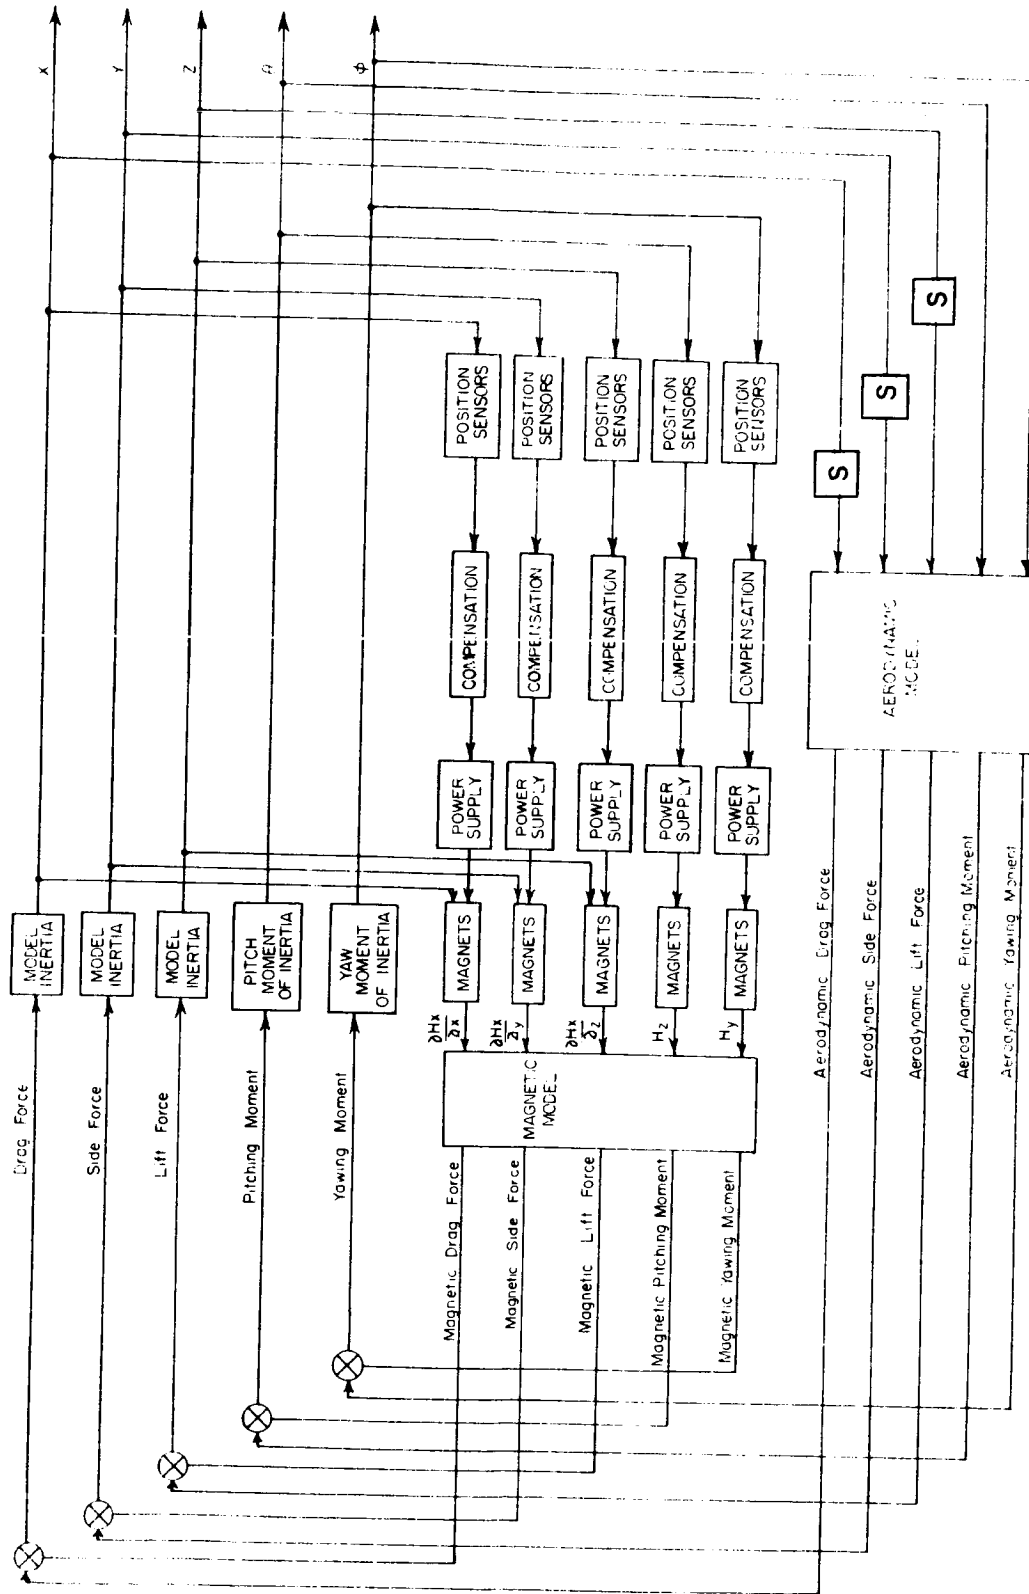 Drag Force
MODEL
INERTIA
X
Side Force
MODEL
INERTIA
Y
Lift Force
MODEL
INERTIA
Z
Pitching Moment
PITCH
MOMENT
OF INERTIA
Yawing Moment
YAW
MOMENT
OF INERTIA
Φ
Magnetic Drag Force
Magnetic Side Force
Magnetic Lift Force
Magnetic Pitching Moment
Magnetic Yawing Moment
MAGNETIC
MODEL
∂Hx
∂x
MAGNETS
POWER
SUPPLY
COMPENSATION
POSITION
SENSORS
∂Hx
∂y
MAGNETS
POWER
SUPPLY
COMPENSATION
POSITION
SENSORS
∂Hx
∂z
MAGNETS
POWER
SUPPLY
COMPENSATION
POSITION
SENSORS
Hz
MAGNETS
POWER
SUPPLY
COMPENSATION
POSITION
SENSORS
Hy
MAGNETS
POWER
SUPPLY
COMPENSATION
POSITION
SENSORS
Aerodynamic Drag Force
Aerodynamic Side Force
Aerodynamic Lift Force
Aerodynamic Pitching Moment
Aerodynamic Yawing Moment
AERODYNAMIC
MODEL
S
S
S